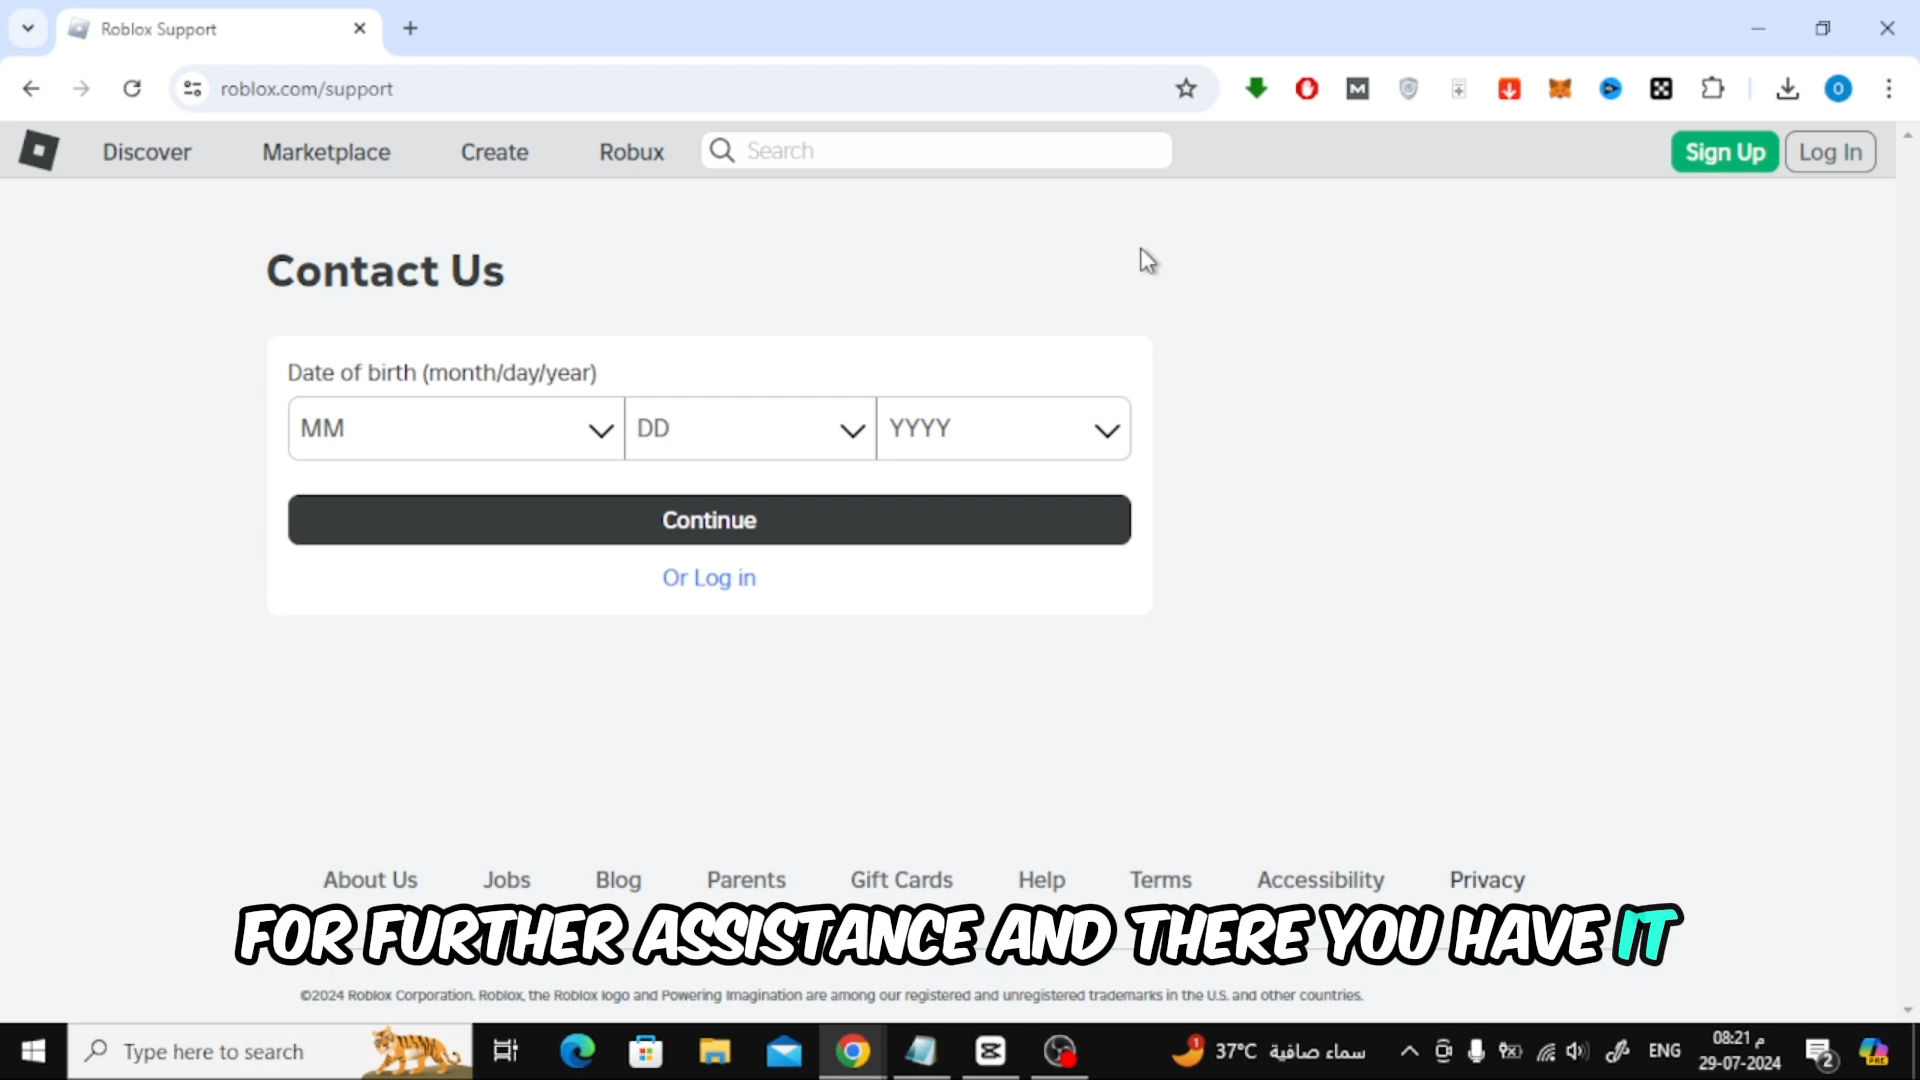 Roblox Support
roblox.com/support
Discover
Marketplace
Create
Robux
Search
Sign Up
Log In
Contact Us
Date of birth (month/day/year)
MM
DD
YYYY
Continue
Or Log in
About Us
Jobs
Blog
Parents
Gift Cards
Help
Terms
Accessibility
Privacy
FOR FURTHER ASSISTANCE AND THERE YOU HAVE IT
©2024 Roblox Corporation. Roblox, the Roblox logo and Powering Imagination are among our registered and unregistered trademarks in the U.S. and other countries.
Type here to search
1
37°C سماء صافية
ENG
08:21 م
29-07-2024
2